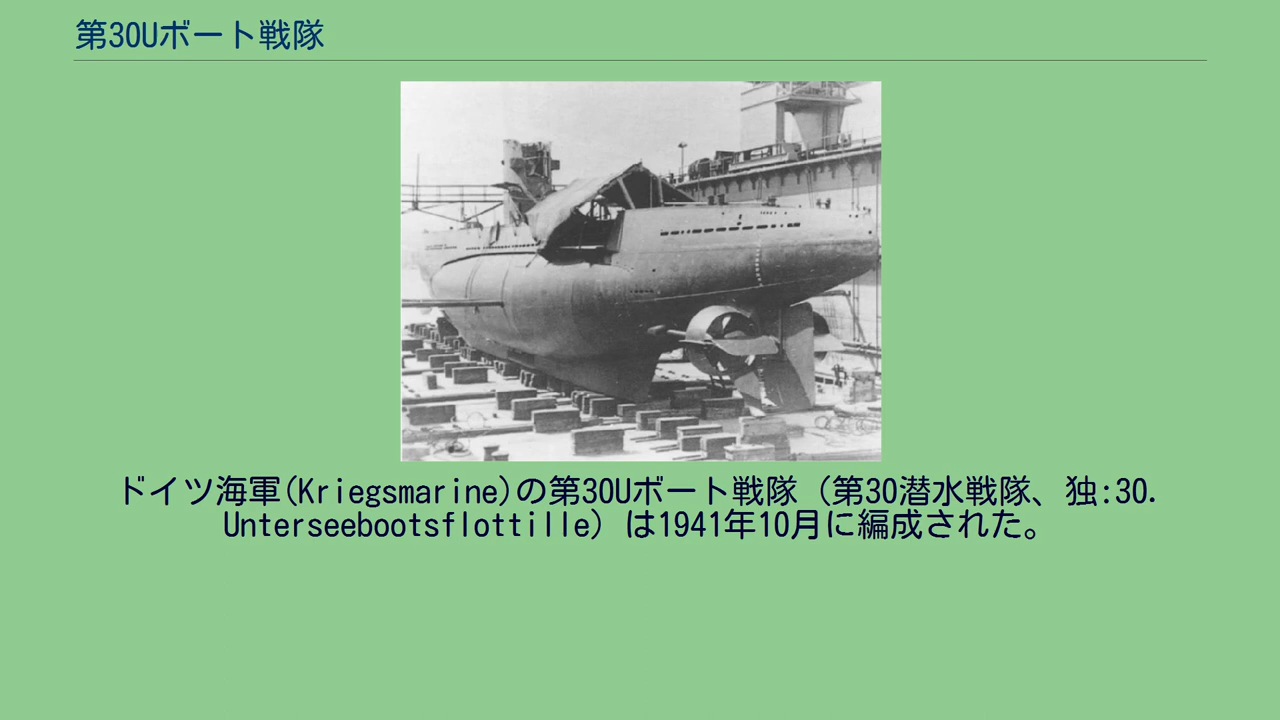 第30Uボート戦隊
ドイツ海軍(Kriegsmarine)の第30Uボート戦隊（第30潜水戦隊、独:30.
Unterseebootsflottille）は1941年10月に編成された。